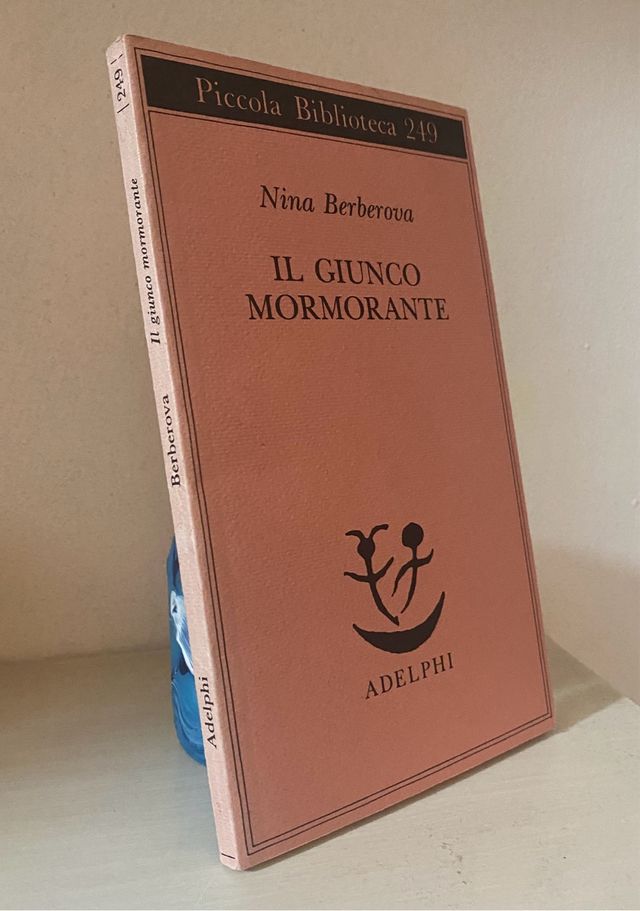 Piccola Biblioteca 249
Nina Berberova
IL GIUNCO
MORMORANTE
ADELPHI
249
Il giunco mormorante
Berberova
Adelphi